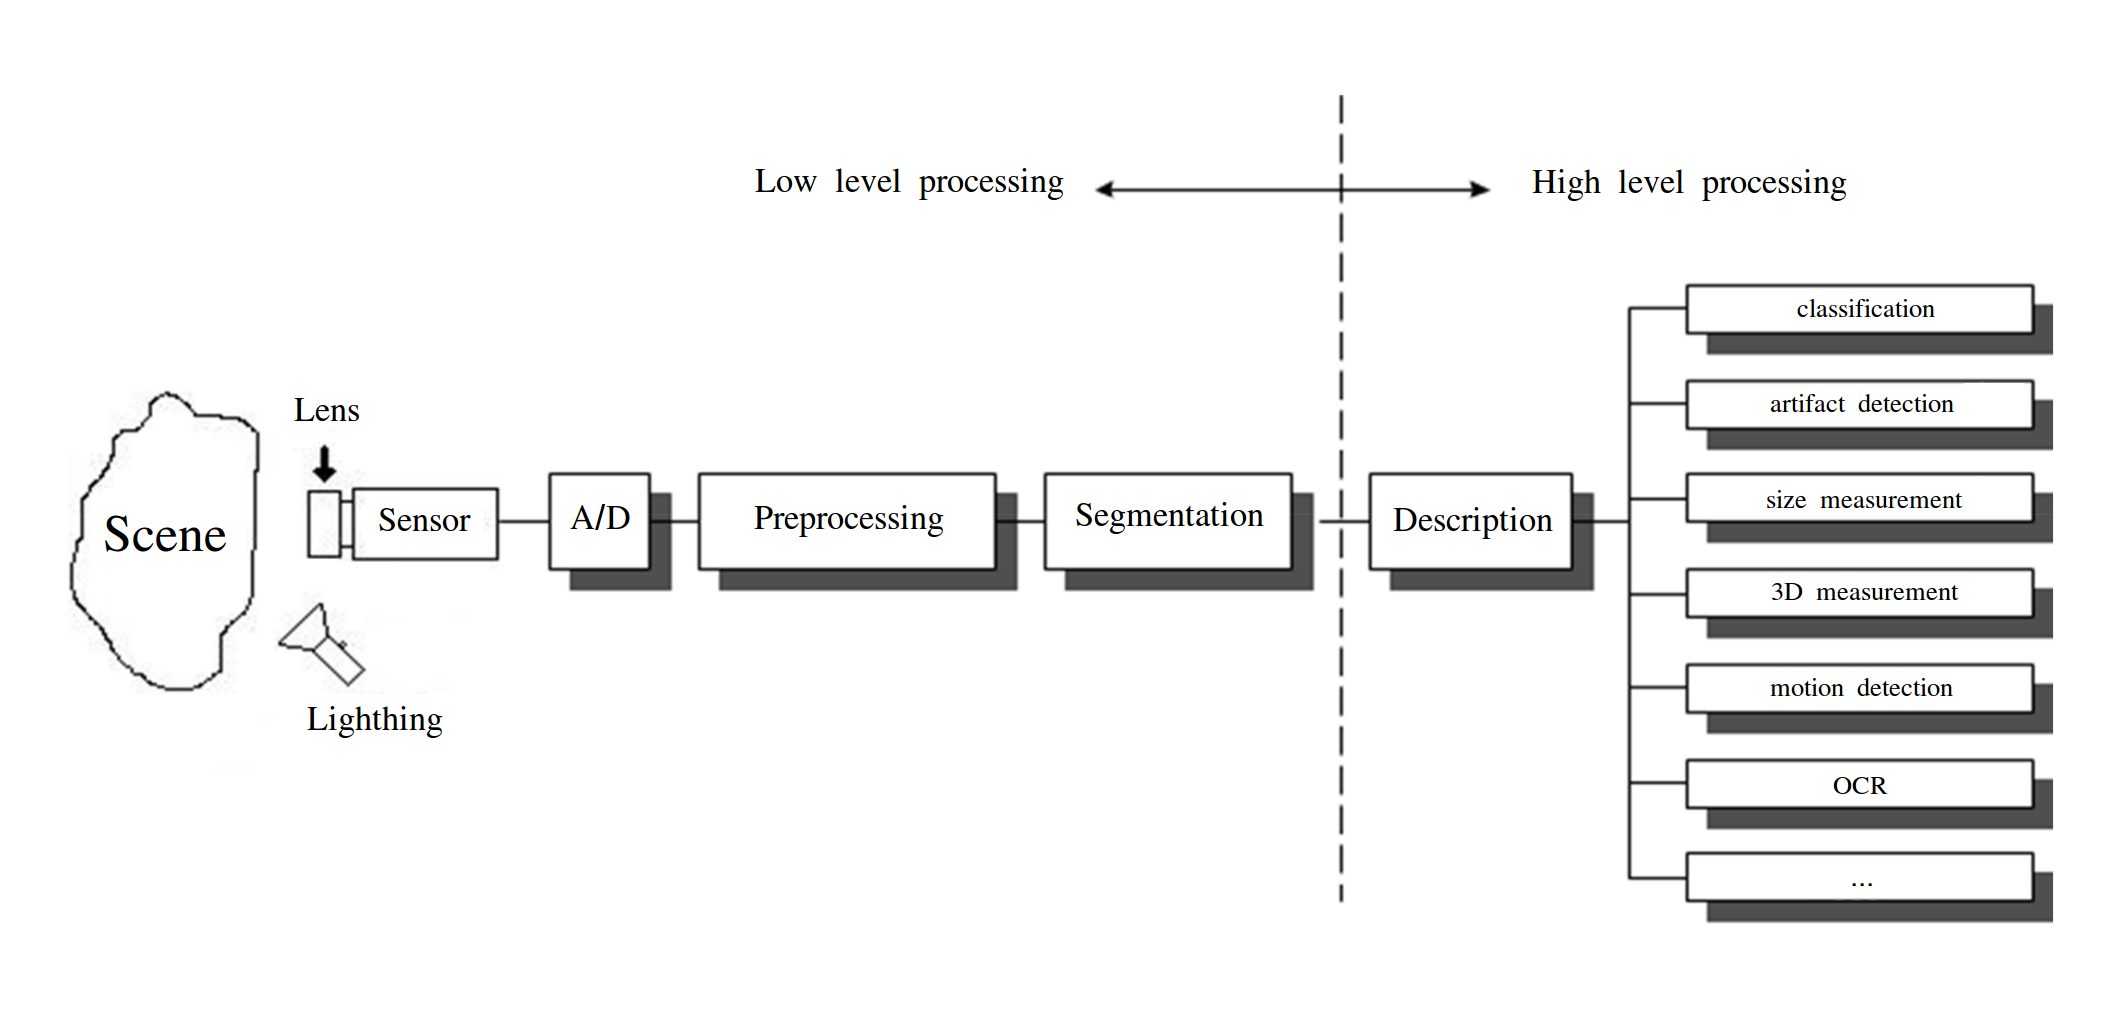 Low level processing
High level processing
classification
artifact detection
Lens
size measurement
Scene
Sensor
A/D
Preprocessing
Segmentation
Description
3D measurement
motion detection
Lighthing
OCR
...